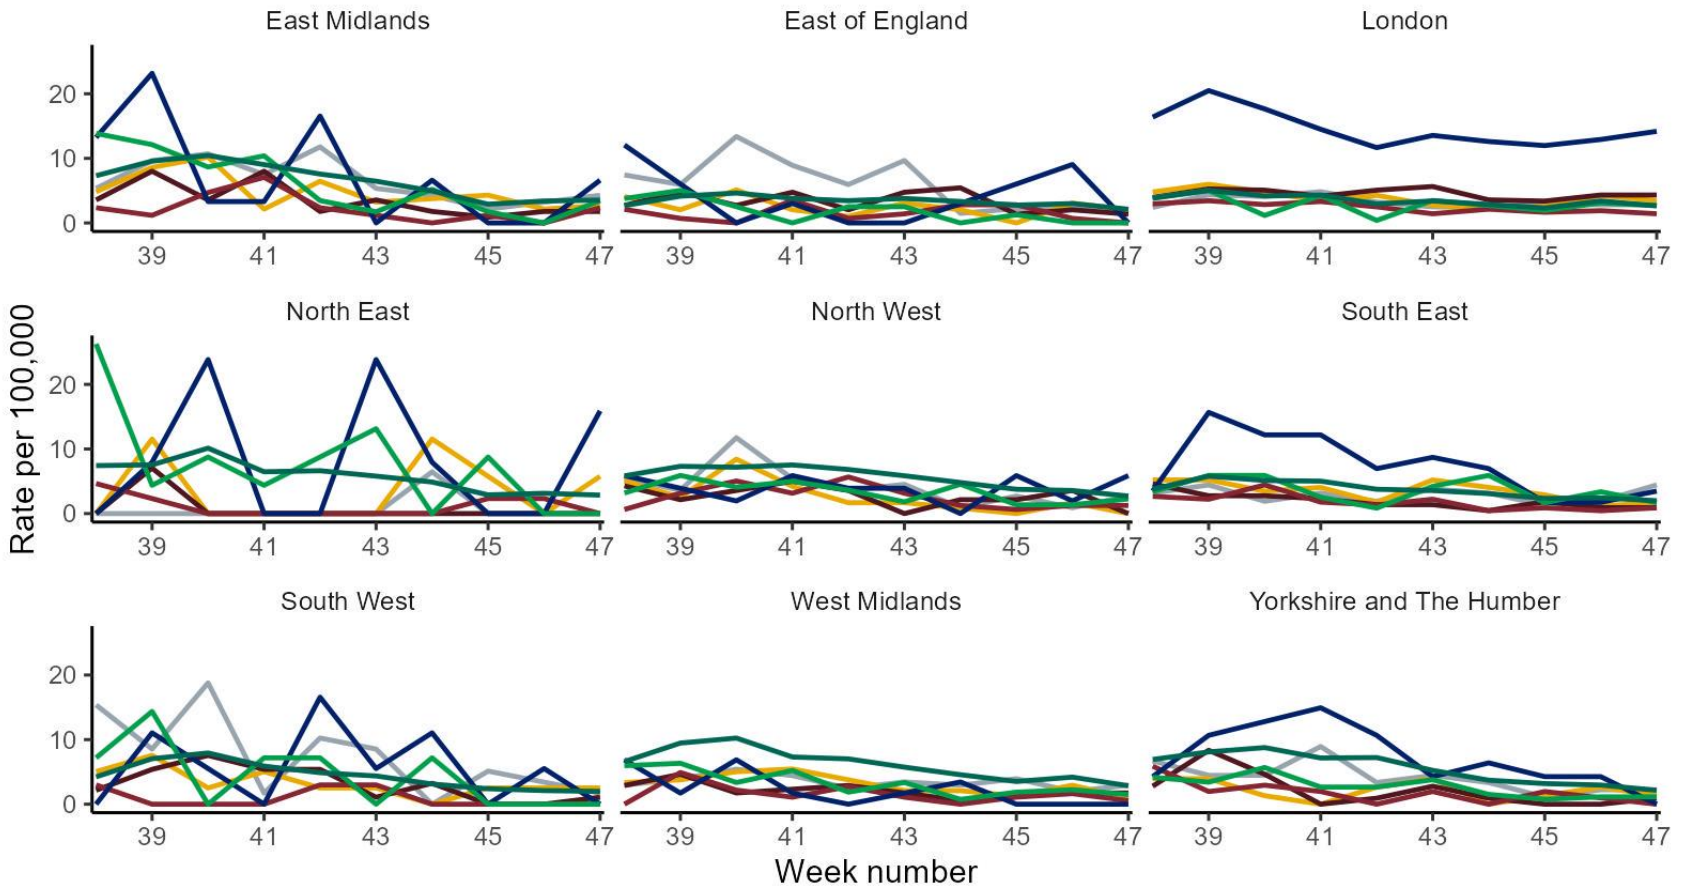 East Midlands
East of England
London
20
10
0
39 41 43 45 47
39 41 43 45 47
39 41 43 45 47
Rate per 100,000
North East
North West
South East
20
10
0
39 41 43 45 47
39 41 43 45 47
39 41 43 45 47
South West
West Midlands
Yorkshire and The Humber
20
10
0
39 41 43 45 47
39 41 43 45 47
39 41 43 45 47
Week number